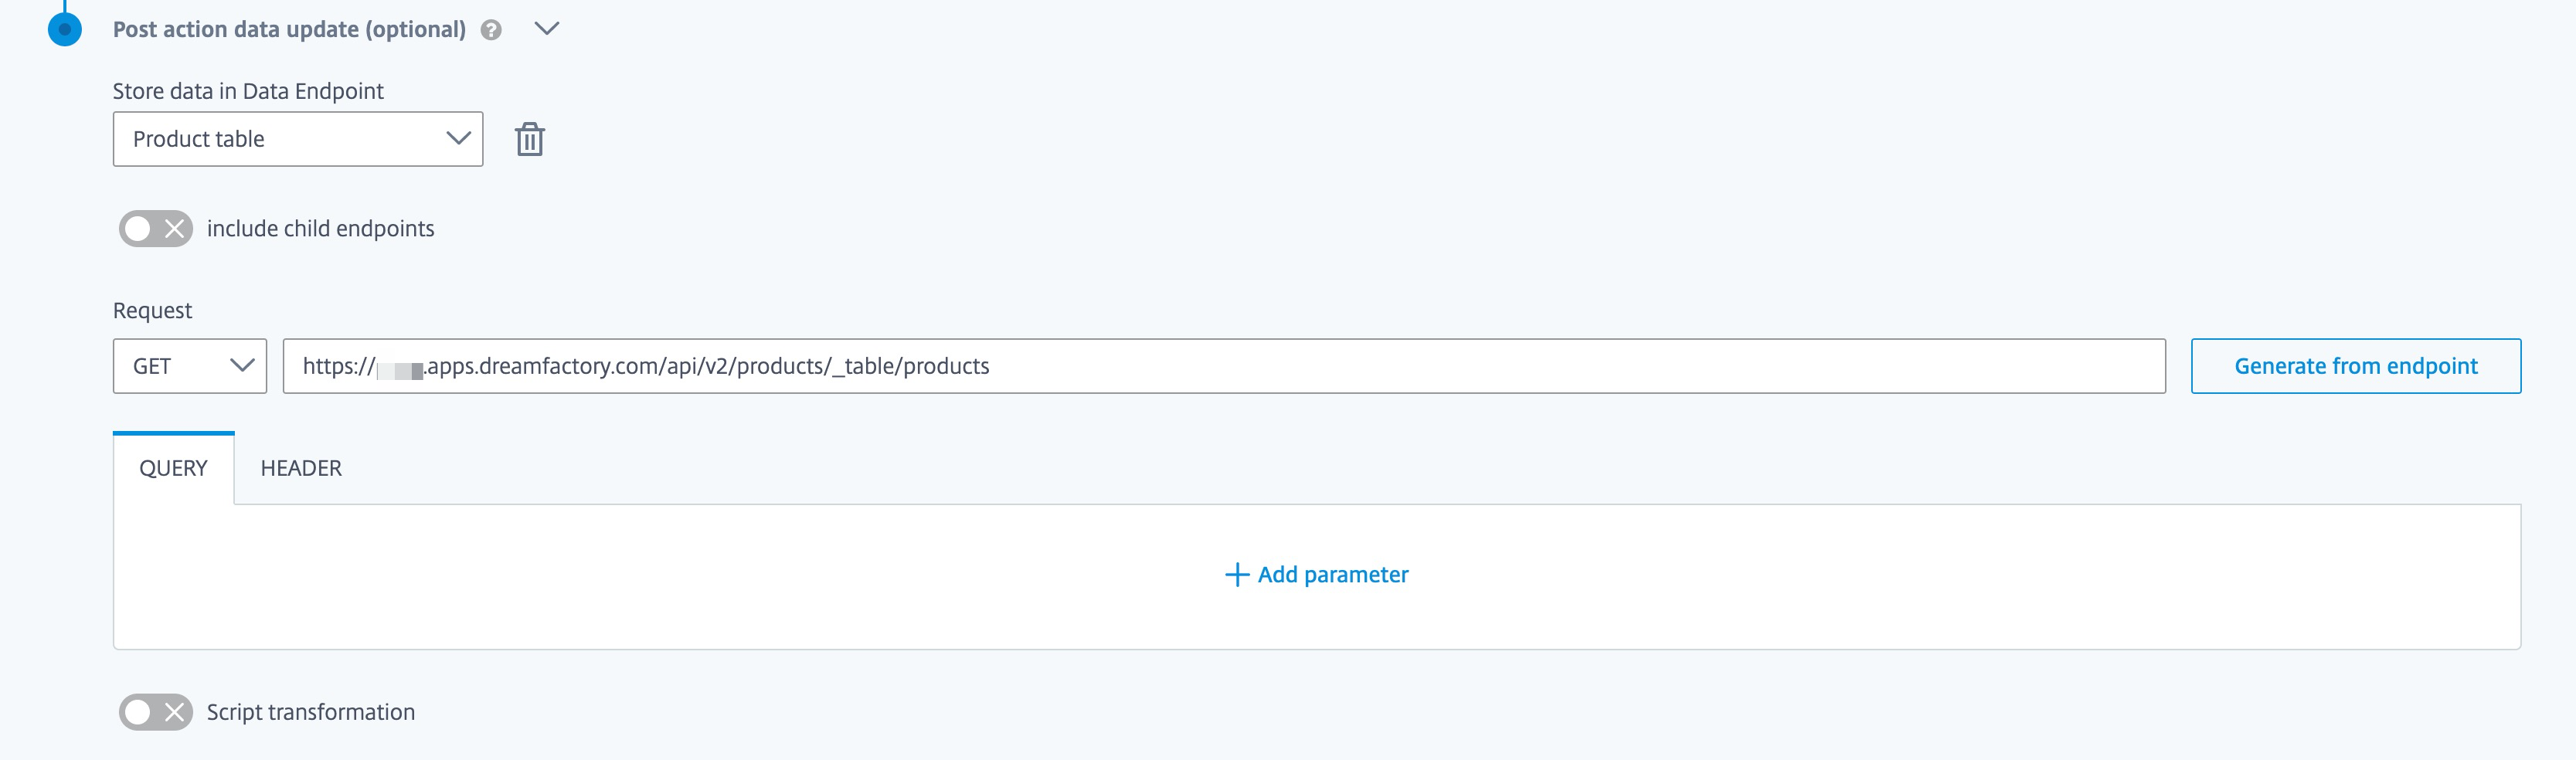 Post action data update (optional) ?
Store data in Data Endpoint
Product table
include child endpoints
Request
GET https://.apps.dreamfactory.com/api/v2/products/_table/products Generate from endpoint
QUERY HEADER
+ Add parameter
Script transformation